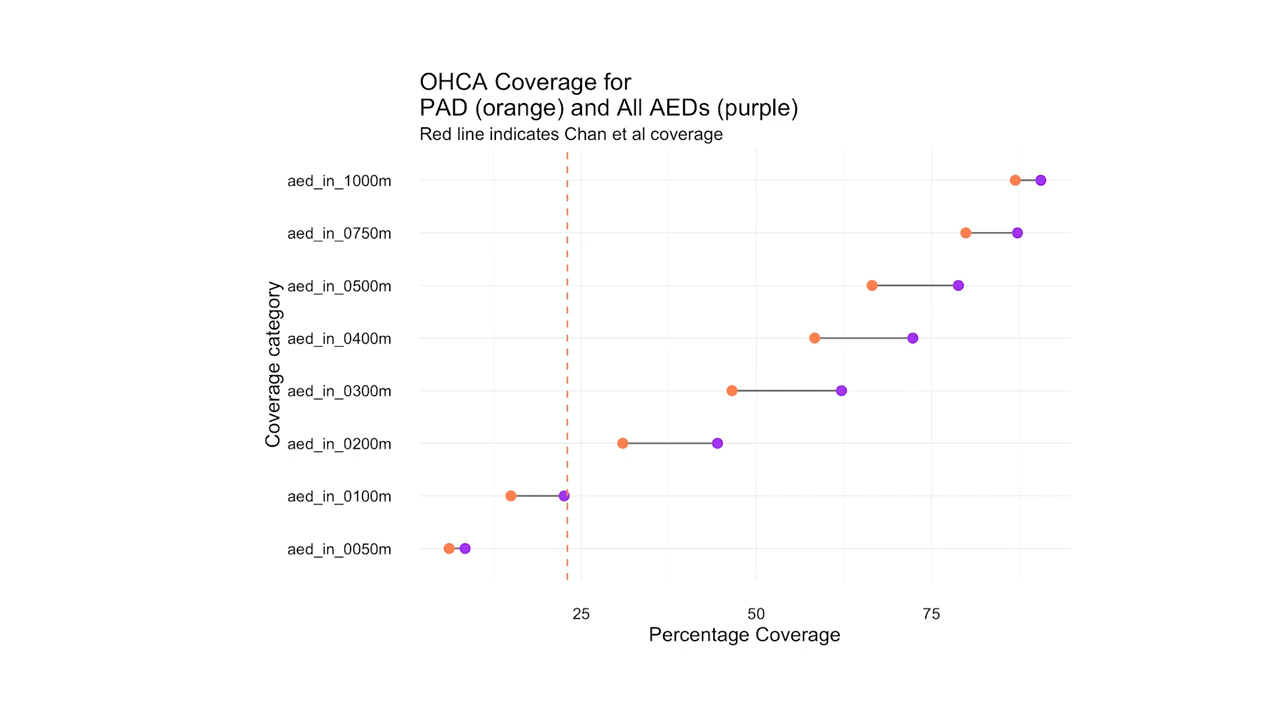 OHCA Coverage for
PAD (orange) and All AEDs (purple)
Red line indicates Chan et al coverage
Coverage category
aed_in_1000m
aed_in_0750m
aed_in_0500m
aed_in_0400m
aed_in_0300m
aed_in_0200m
aed_in_0100m
aed_in_0050m
25 50 75
Percentage Coverage